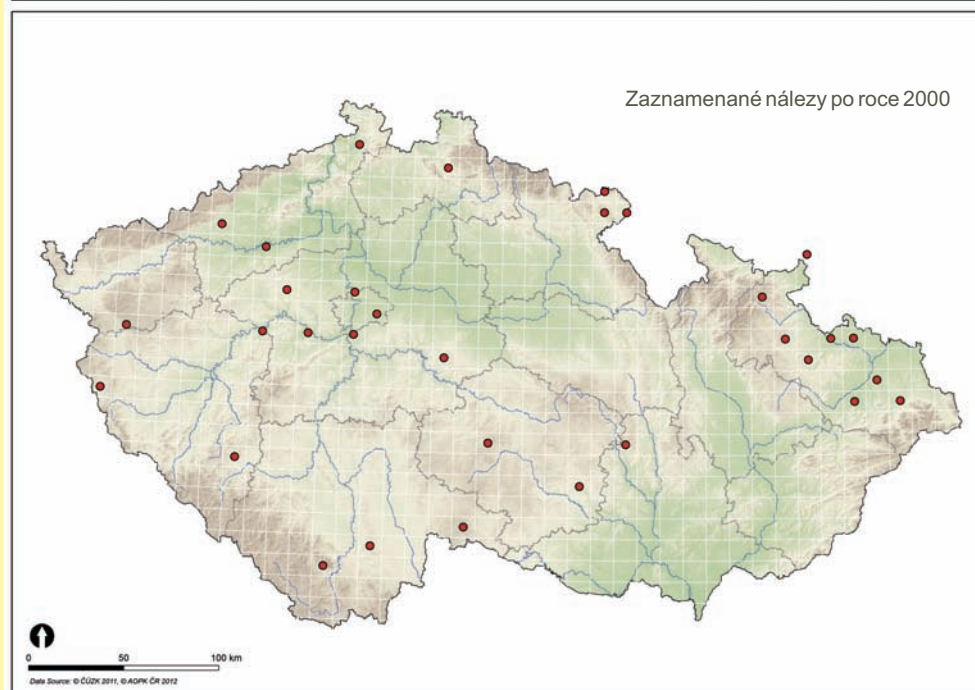 Zaznamenané nálezy po roce 2000
0 50 100 km
Data Source: © ČÚZK 2011, © AOPK ČR 2012